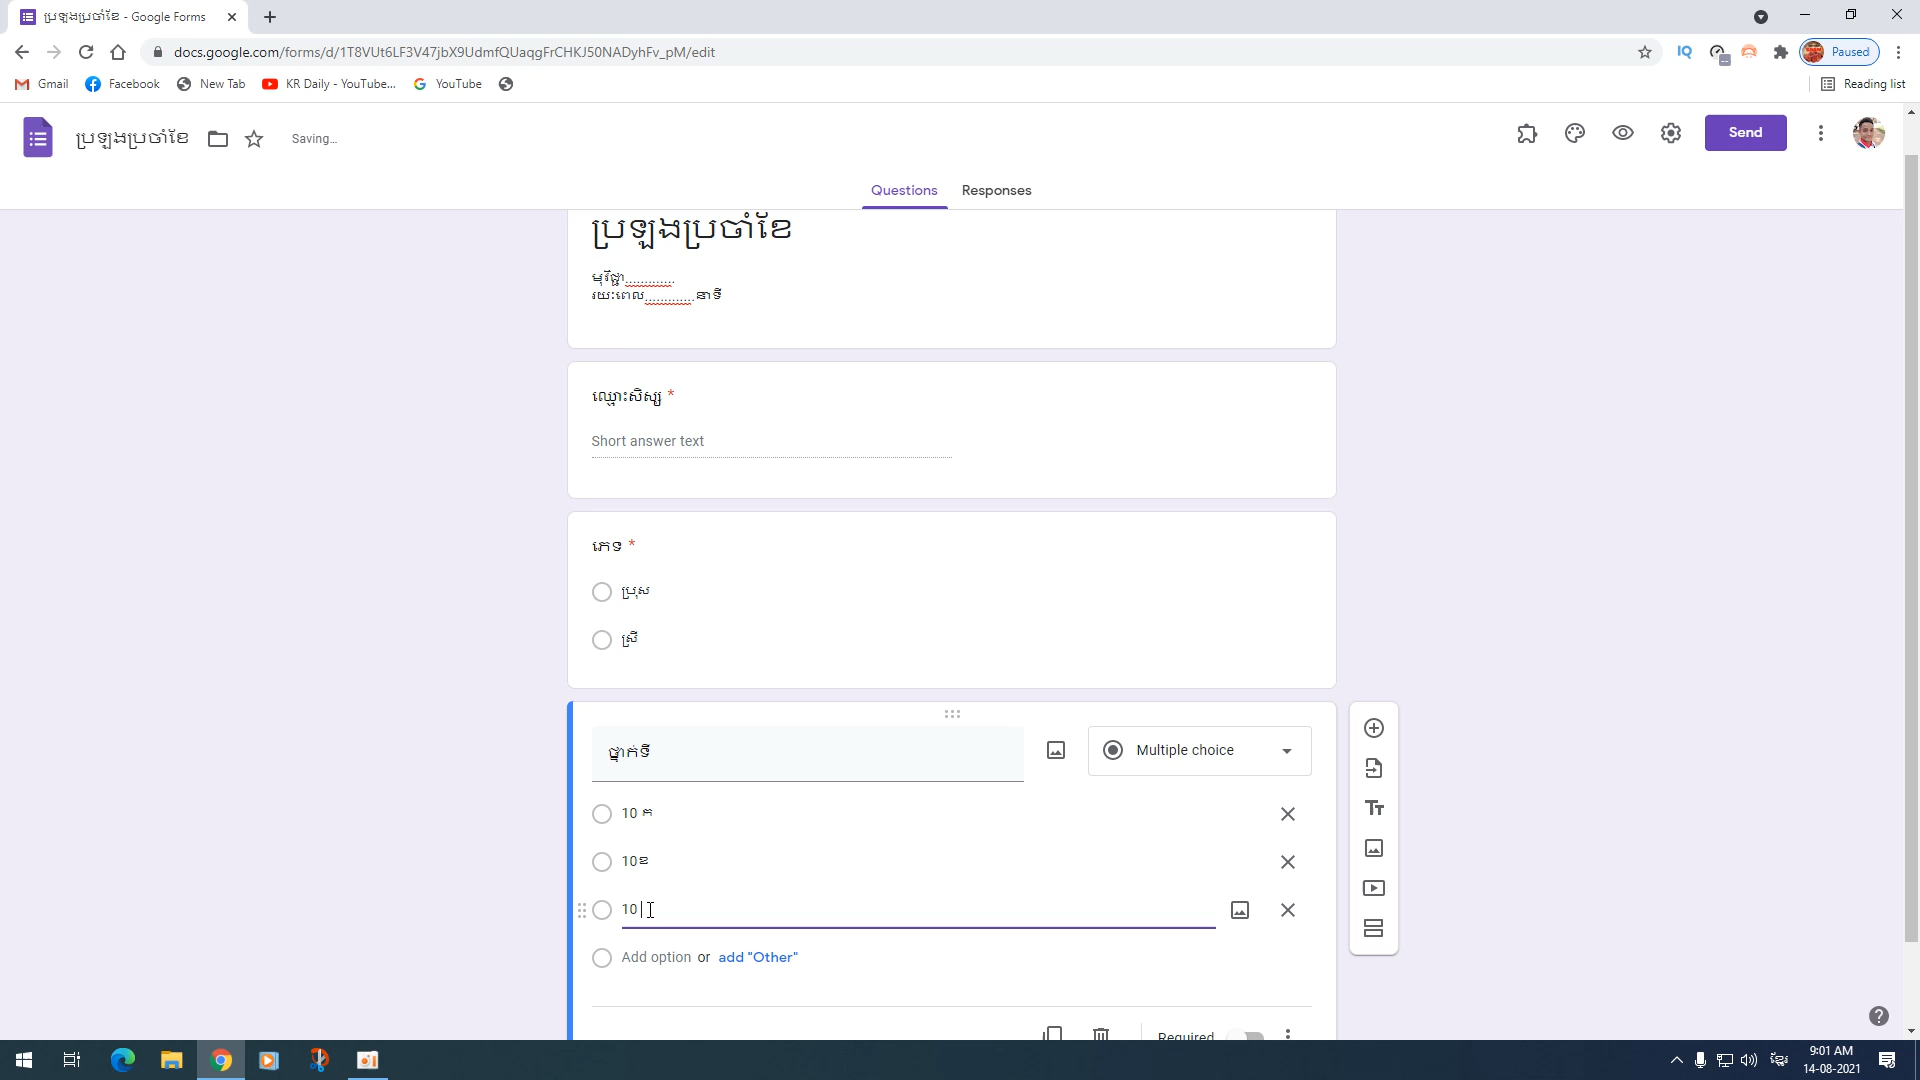 ប្រឡងប្រចាំខែ - Google Forms
docs.google.com/forms/d/1T8VUt6LF3V47jbX9UdmfQUaqgFrCHKJ50NADyhFv_pM/edit
Paused
Gmail
Facebook
New Tab
KR Daily - YouTube...
YouTube
Reading list
ប្រឡងប្រចាំខែ
Saving...
Send
Questions
Responses
ប្រឡងប្រចាំខែ
មុខវិជ្ជា.............
រយៈពេល.............នាទី
ឈ្មោះសិស្ស *
Short answer text
ភេទ *
ប្រុស
ស្រី
ថ្នាក់ទី
Multiple choice
10 ក
10ខ
10
Add option or add "Other"
Required
9:01 AM
14-08-2021